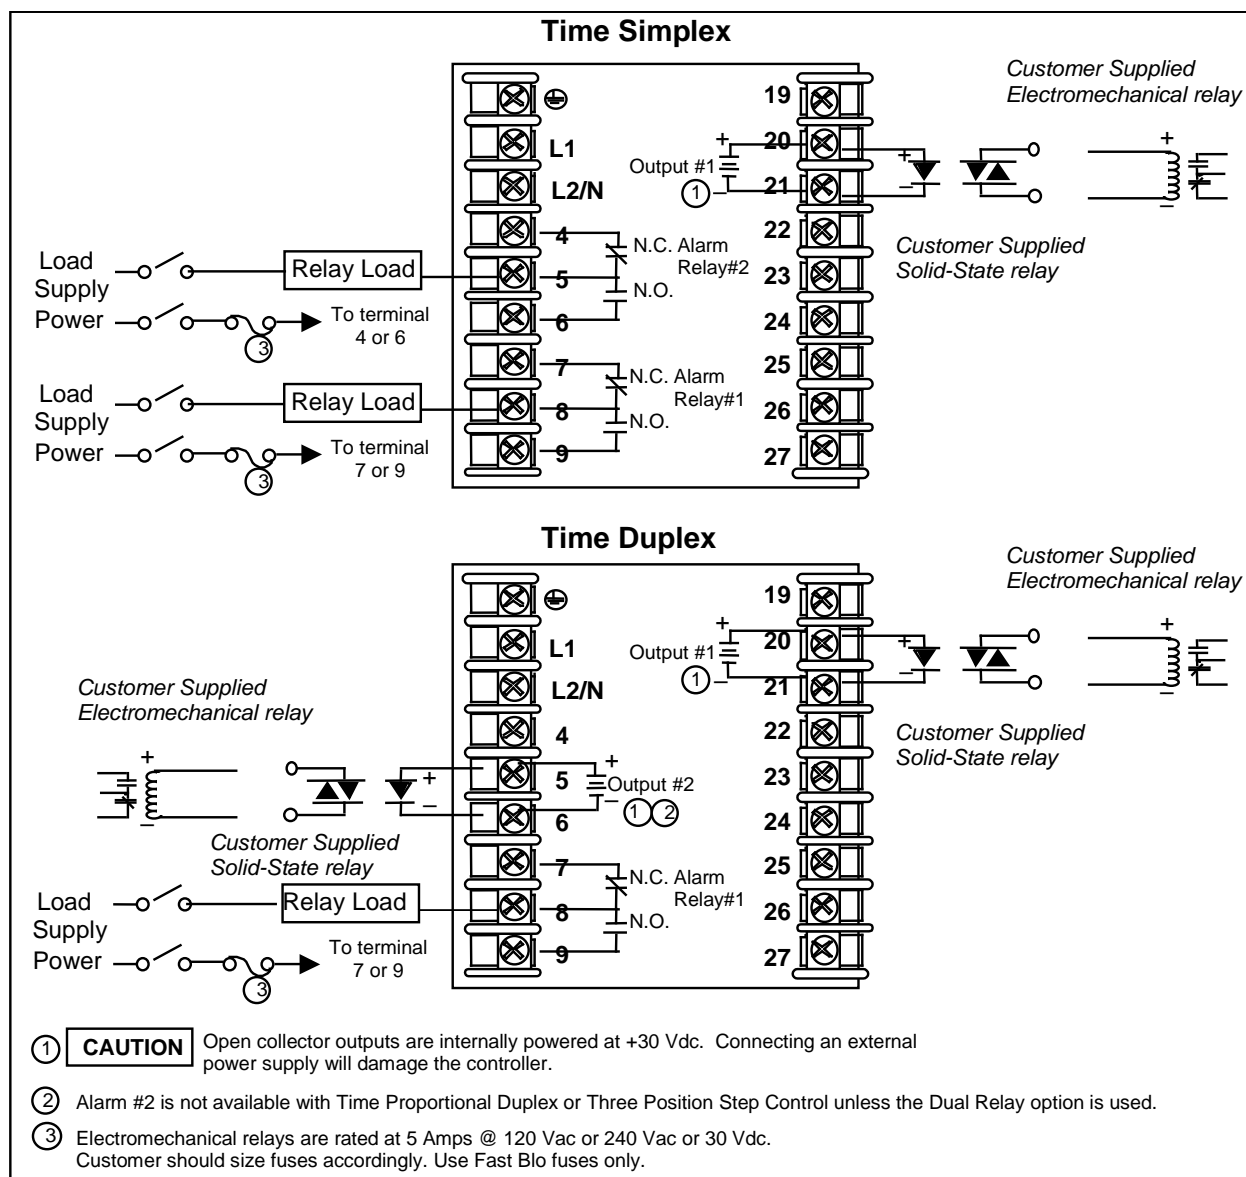 Time Simplex
Customer Supplied
Electromechanical relay
19
L1
+
20
+
+
Output #1
1
–
21
–
–
L2/N
4
N.C. Alarm
Relay#2
22
Customer Supplied
Solid-State relay
Load
Supply
Power
Relay Load
5
N.O.
23
To terminal
4 or 6
3
6
24
7
N.C. Alarm
Relay#1
25
Load
Supply
Power
Relay Load
8
N.O.
26
To terminal
7 or 9
3
9
27
Time Duplex
Customer Supplied
Electromechanical relay
19
L1
+
20
+
+
Output #1
1
–
21
–
–
L2/N
Customer Supplied
Electromechanical relay
4
22
Customer Supplied
Solid-State relay
+
+
5
+
Output #2
23
–
–
6
–
1 2
24
Customer Supplied
Solid-State relay
7
N.C. Alarm
Relay#1
25
Load
Supply
Power
Relay Load
8
N.O.
26
To terminal
7 or 9
3
9
27
1 CAUTION Open collector outputs are internally powered at +30 Vdc. Connecting an external
power supply will damage the controller.
2 Alarm #2 is not available with Time Proportional Duplex or Three Position Step Control unless the Dual Relay option is used.
3 Electromechanical relays are rated at 5 Amps @ 120 Vac or 240 Vac or 30 Vdc.
Customer should size fuses accordingly. Use Fast Blo fuses only.